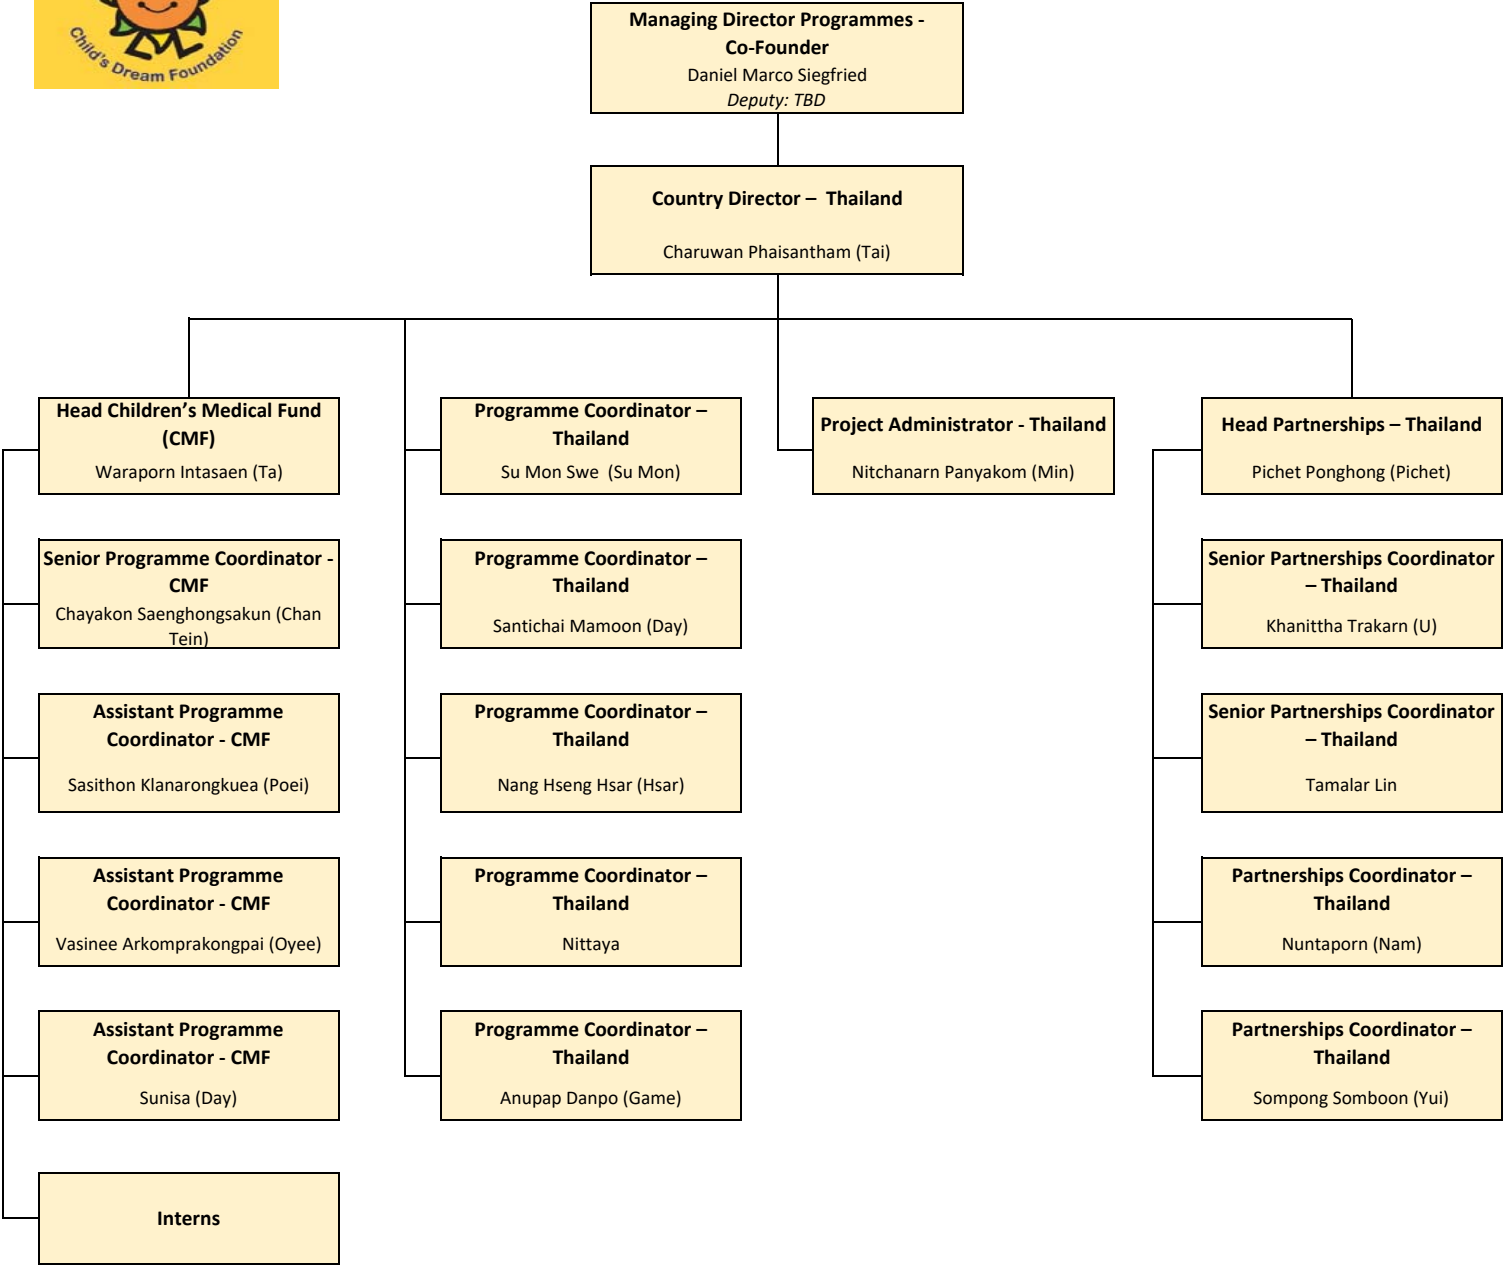 Child's Dream Foundation
Managing Director Programmes -
Co-Founder
Daniel Marco Siegfried
Deputy: TBD
Country Director – Thailand
Charuwan Phaisantham (Tai)
Head Children’s Medical Fund
(CMF)
Waraporn Intasaen (Ta)
Senior Programme Coordinator -
CMF
Chayakon Saenghongsakun (Chan
Tein)
Assistant Programme
Coordinator - CMF
Sasithon Klanarongkuea (Poei)
Assistant Programme
Coordinator - CMF
Vasinee Arkomprakongpai (Oyee)
Assistant Programme
Coordinator - CMF
Sunisa (Day)
Interns
Programme Coordinator –
Thailand
Su Mon Swe (Su Mon)
Programme Coordinator –
Thailand
Santichai Mamoon (Day)
Programme Coordinator –
Thailand
Nang Hseng Hsar (Hsar)
Programme Coordinator –
Thailand
Nittaya
Programme Coordinator –
Thailand
Anupap Danpo (Game)
Project Administrator - Thailand
Nitchanarn Panyakom (Min)
Head Partnerships – Thailand
Pichet Ponghong (Pichet)
Senior Partnerships Coordinator
– Thailand
Khanittha Trakarn (U)
Senior Partnerships Coordinator
– Thailand
Tamalar Lin
Partnerships Coordinator –
Thailand
Nuntaporn (Nam)
Partnerships Coordinator –
Thailand
Sompong Somboon (Yui)